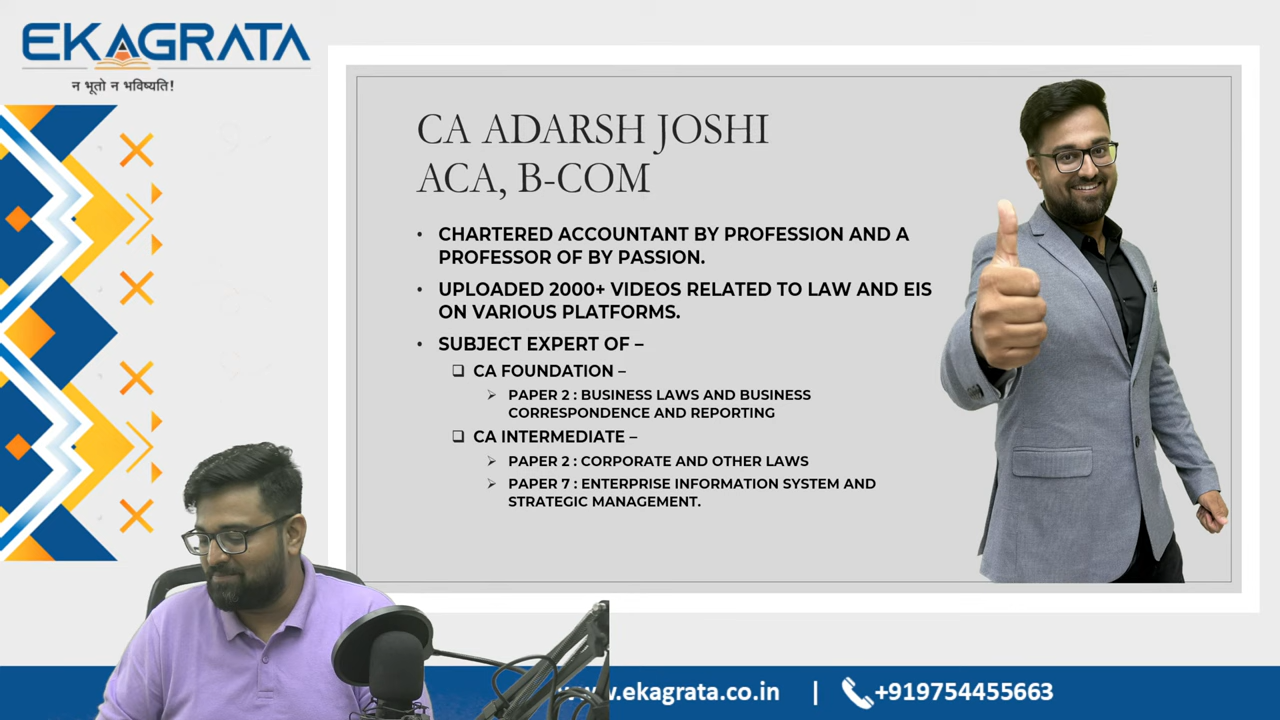 EKAGRATA
न भूतो न भविष्यति!
CA ADARSH JOSHI
ACA, B-COM
• CHARTERED ACCOUNTANT BY PROFESSION AND A
PROFESSOR OF BY PASSION.
• UPLOADED 2000+ VIDEOS RELATED TO LAW AND EIS
ON VARIOUS PLATFORMS.
• SUBJECT EXPERT OF –
❑ CA FOUNDATION –
➢ PAPER 2 : BUSINESS LAWS AND BUSINESS
CORRESPONDENCE AND REPORTING
❑ CA INTERMEDIATE –
➢ PAPER 2 : CORPORATE AND OTHER LAWS
➢ PAPER 7 : ENTERPRISE INFORMATION SYSTEM AND
STRATEGIC MANAGEMENT.
www.ekagrata.co.in | +919754455663